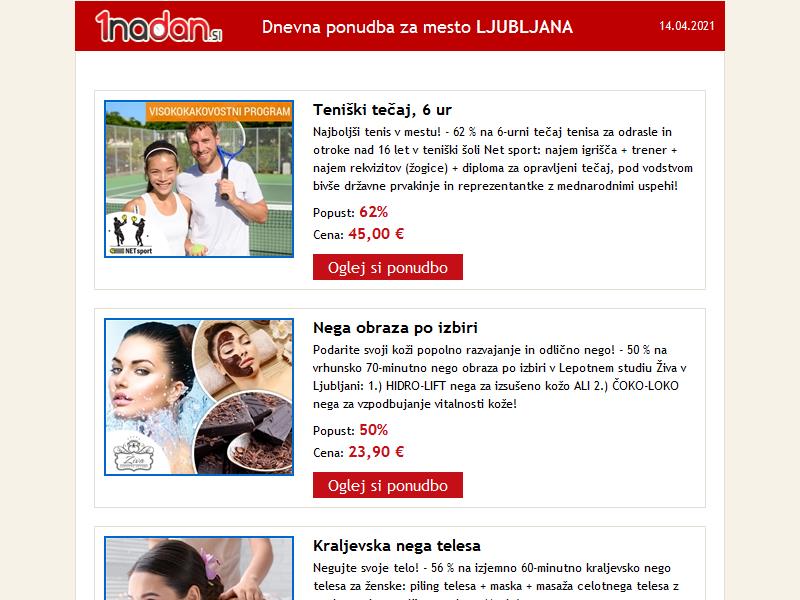 1nadan.si
Dnevna ponudba za mesto LJUBLJANA
14.04.2021
VISOKOKAKOVOSTNI PROGRAM
NETsport
Teniški tečaj, 6 ur
Najboljši tenis v mestu! - 62 % na 6-urni tečaj tenisa za odrasle in
otroke nad 16 let v teniški šoli Net sport: najem igrišča + trener +
najem rekvizitov (žogice) + diploma za opravljeni tečaj, pod vodstvom
bivše državne prvakinje in reprezentantke z mednarodnimi uspehi!
Popust: 62%
Cena: 45,00 €
Oglej si ponudbo
Živa
Nega obraza po izbiri
Podarite svoji koži popolno razvajanje in odlično nego! - 50 % na
vrhunsko 70-minutno nego obraza po izbiri v Lepotnem studiu Živa v
Ljubljani: 1.) HIDRO-LIFT nega za izsušeno kožo ALI 2.) ČOKO-LOKO
nega za vzpodbujanje vitalnosti kože!
Popust: 50%
Cena: 23,90 €
Oglej si ponudbo
Kraljevska nega telesa
Negujte svoje telo! - 56 % na izjemno 60-minutno kraljevsko nego
telesa za ženske: piling telesa + maska + masaža celotnega telesa z